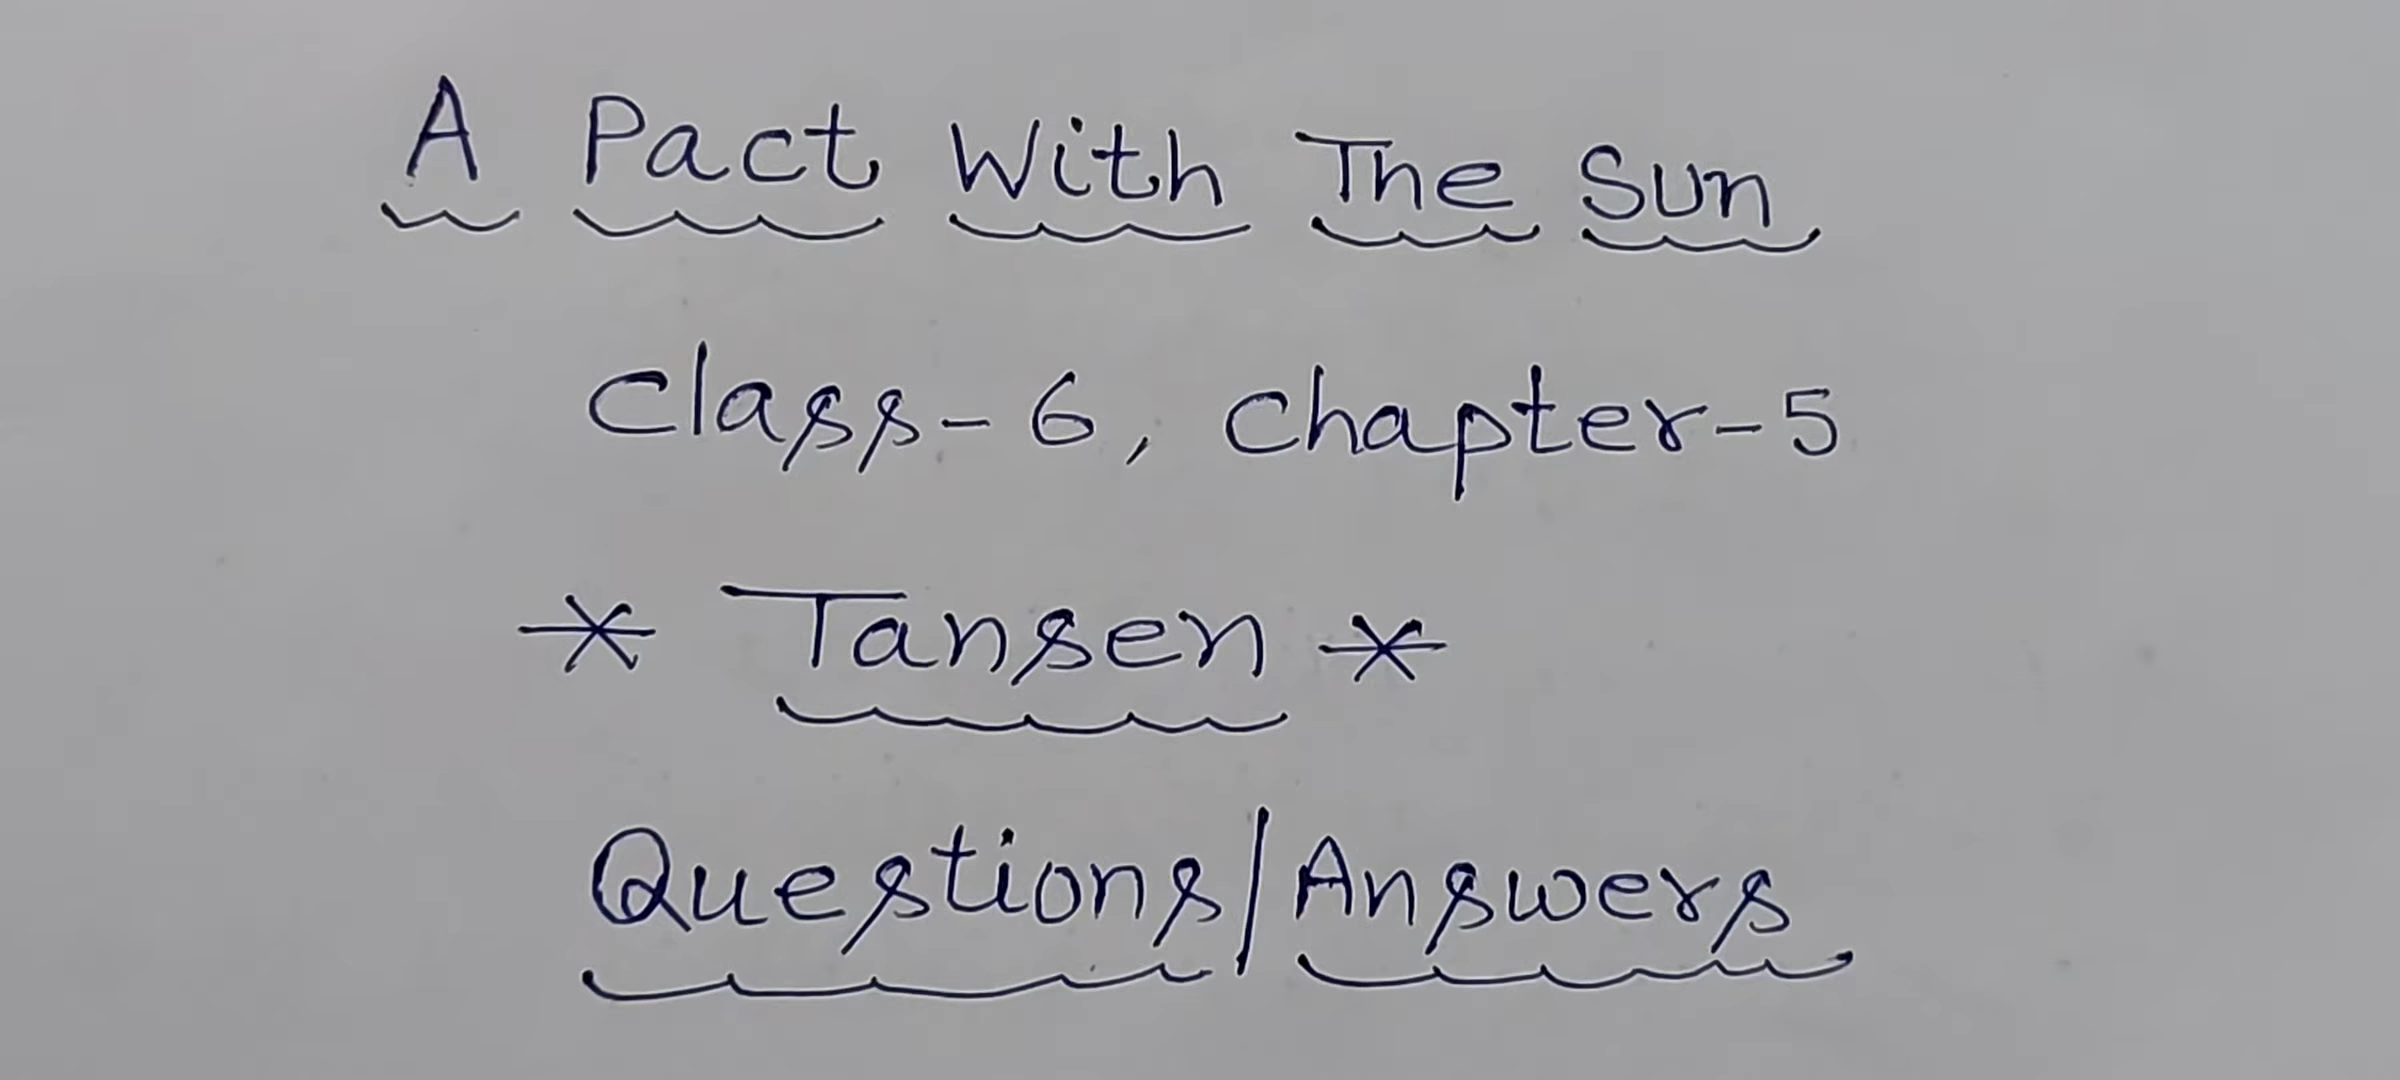 A Pact With The Sun
Class-6, Chapter-5
* Tansen *
Questions/Answers